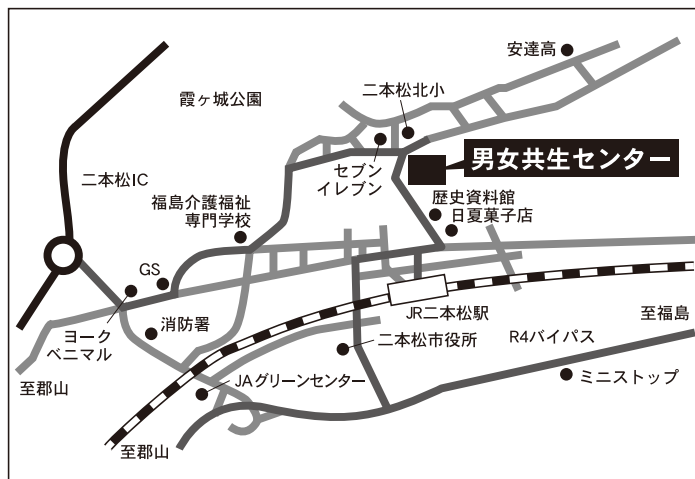 安達高
霞ヶ城公園
二本松北小
男女共生センター
セブン
イレブン
二本松IC
福島介護福祉
専門学校
歴史資料館
日夏菓子店
GS
JR二本松駅
至福島
ヨーク
ベニマル
消防署
二本松市役所
R4バイパス
至郡山
JAグリーンセンター
ミニストップ
至郡山